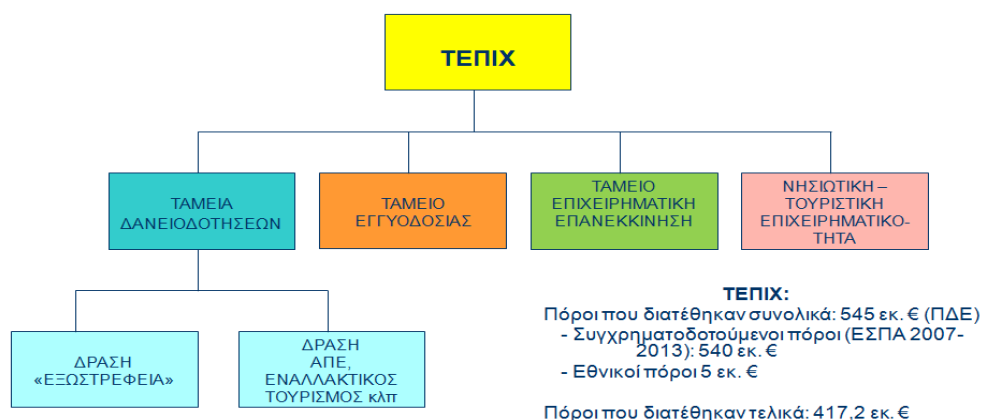 ΤΕΠΙΧ
ΤΑΜΕΙΑ
ΔΑΝΕΙΟΔΟΤΗΣΕΩΝ
ΤΑΜΕΙΟ
ΕΓΓΥΟΔΟΣΙΑΣ
ΤΑΜΕΙΟ
ΕΠΙΧΕΙΡΗΜΑΤΙΚΗ
ΕΠΑΝΕΚΚΙΝΗΣΗ
ΝΗΣΙΩΤΙΚΗ –
ΤΟΥΡΙΣΤΙΚΗ
ΕΠΙΧΕΙΡΗΜΑΤΙΚΟ-
ΤΗΤΑ
ΔΡΑΣΗ
«ΕΞΩΣΤΡΕΦΕΙΑ»
ΔΡΑΣΗ
ΑΠΕ,
ΕΝΑΛΛΑΚΤΙΚΟΣ
ΤΟΥΡΙΣΜΟΣ κλπ
ΤΕΠΙΧ:
Πόροι που διατέθηκαν συνολικά: 545 εκ. € (ΠΔΕ)
- Συγχρηματοδοτούμενοι πόροι (ΕΣΠΑ 2007-
2013): 540 εκ. €
- Εθνικοί πόροι 5 εκ. €
Πόροι που διατέθηκαν τελικά: 417,2 εκ. €